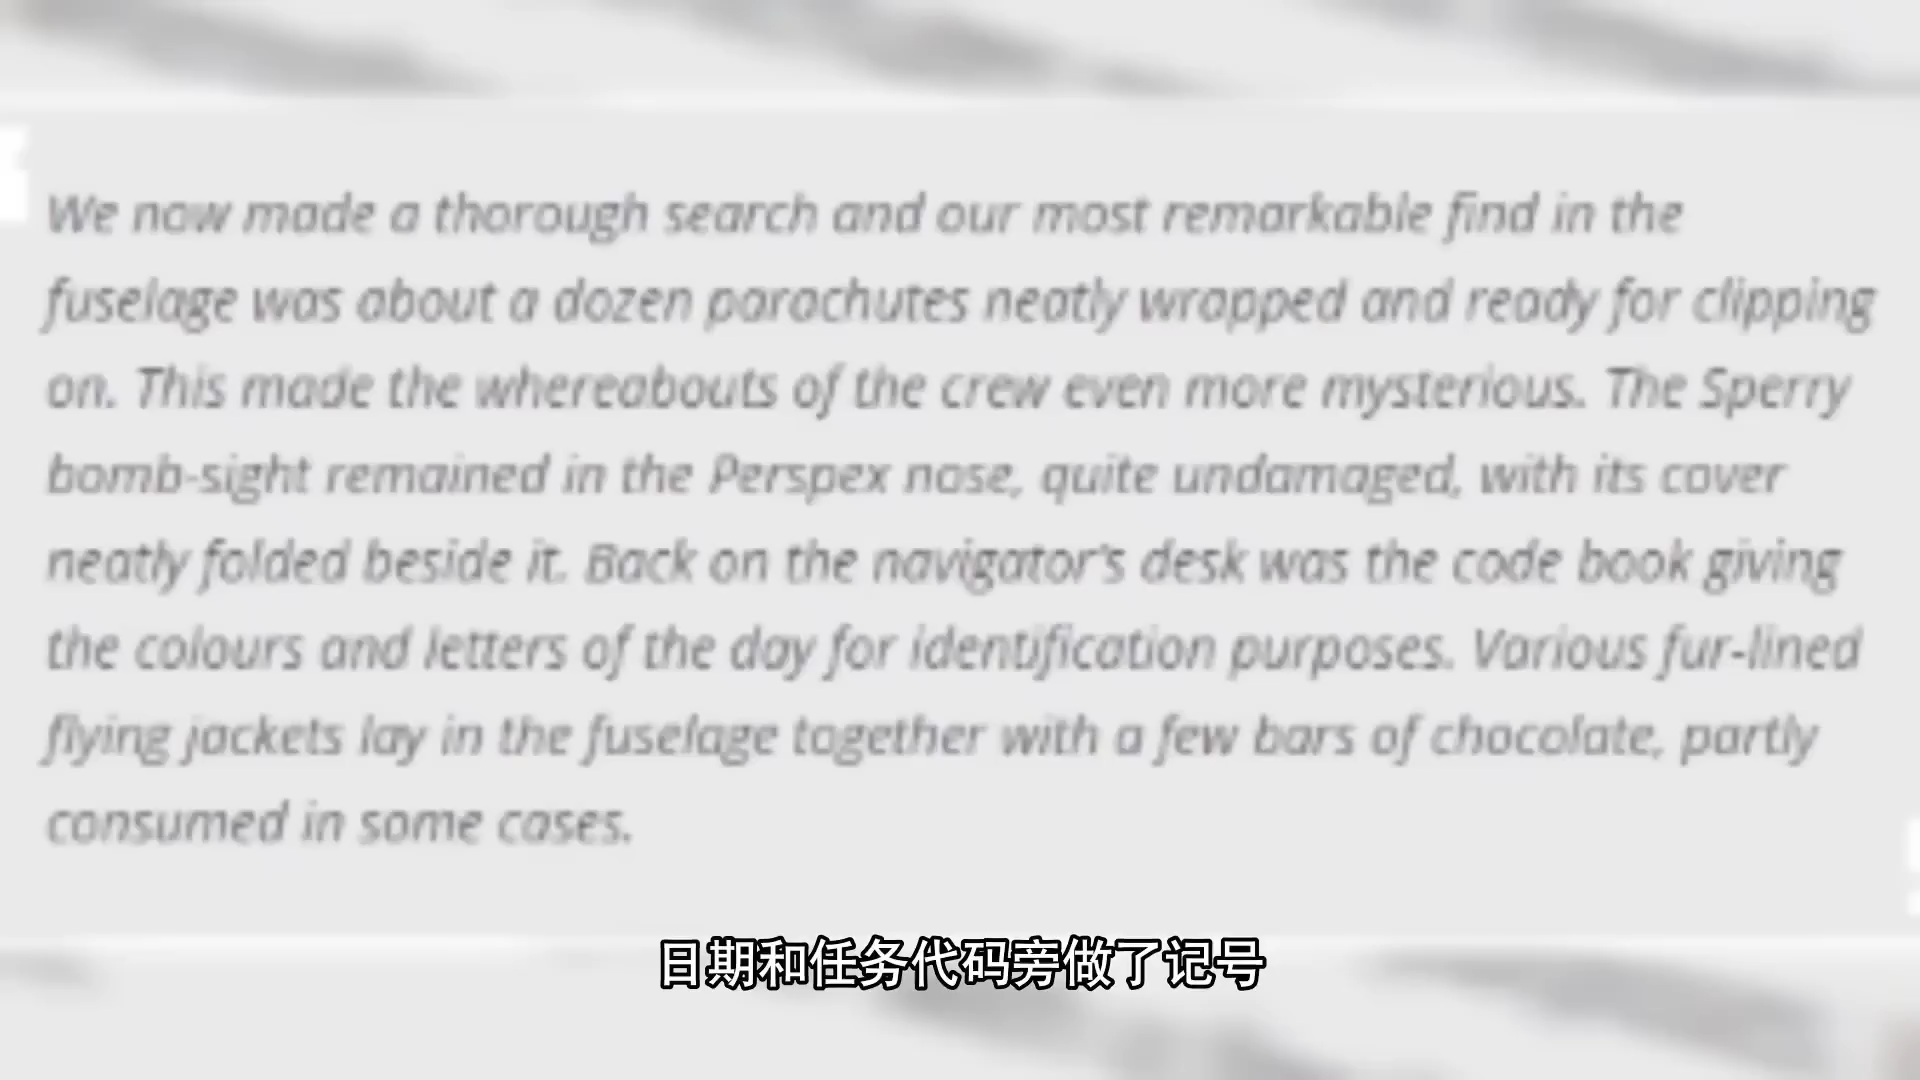 We now made a thorough search and our most remarkable find in the
fuselage was about a dozen parachutes neatly wrapped and ready for clipping
on. This made the whereabouts of the crew even more mysterious. The Sperry
bomb-sight remained in the Perspex nose, quite undamaged, with its cover
neatly folded beside it. Back on the navigator's desk was the code book giving
the colours and letters of the day for identification purposes. Various fur-lined
flying jackets lay in the fuselage together with a few bars of chocolate, partly
consumed in some cases.
日期和任务代码旁做了记号